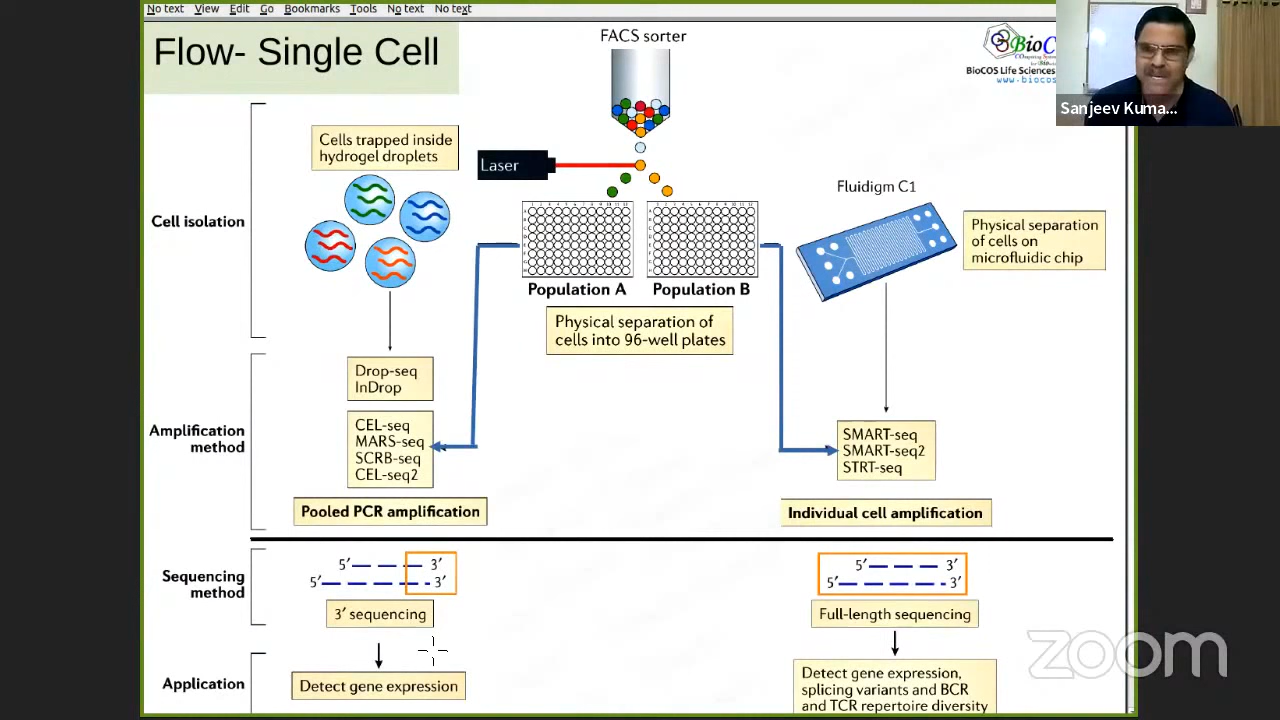 No text View Edit Go Bookmarks Tools No text No text
Flow- Single Cell
FACS sorter
BioC
BioCOS Life Sciences
www.biocos
Sanjeev Kuma...
Cells trapped inside
hydrogel droplets
Laser
Fluidigm C1
Cell isolation
Physical separation
of cells on
microfluidic chip
Population A
Population B
Physical separation of
cells into 96-well plates
Drop-seq
InDrop
Amplification
method
CEL-seq
MARS-seq
SCRB-seq
CEL-seq2
SMART-seq
SMART-seq2
STRT-seq
Pooled PCR amplification
Individual cell amplification
Sequencing
method
5′ 3′
5′ 3′
5′ 3′
5′ 3′
3′ sequencing
Full-length sequencing
zoom
Application
Detect gene expression
Detect gene expression,
splicing variants and BCR
and TCR repertoire diversity